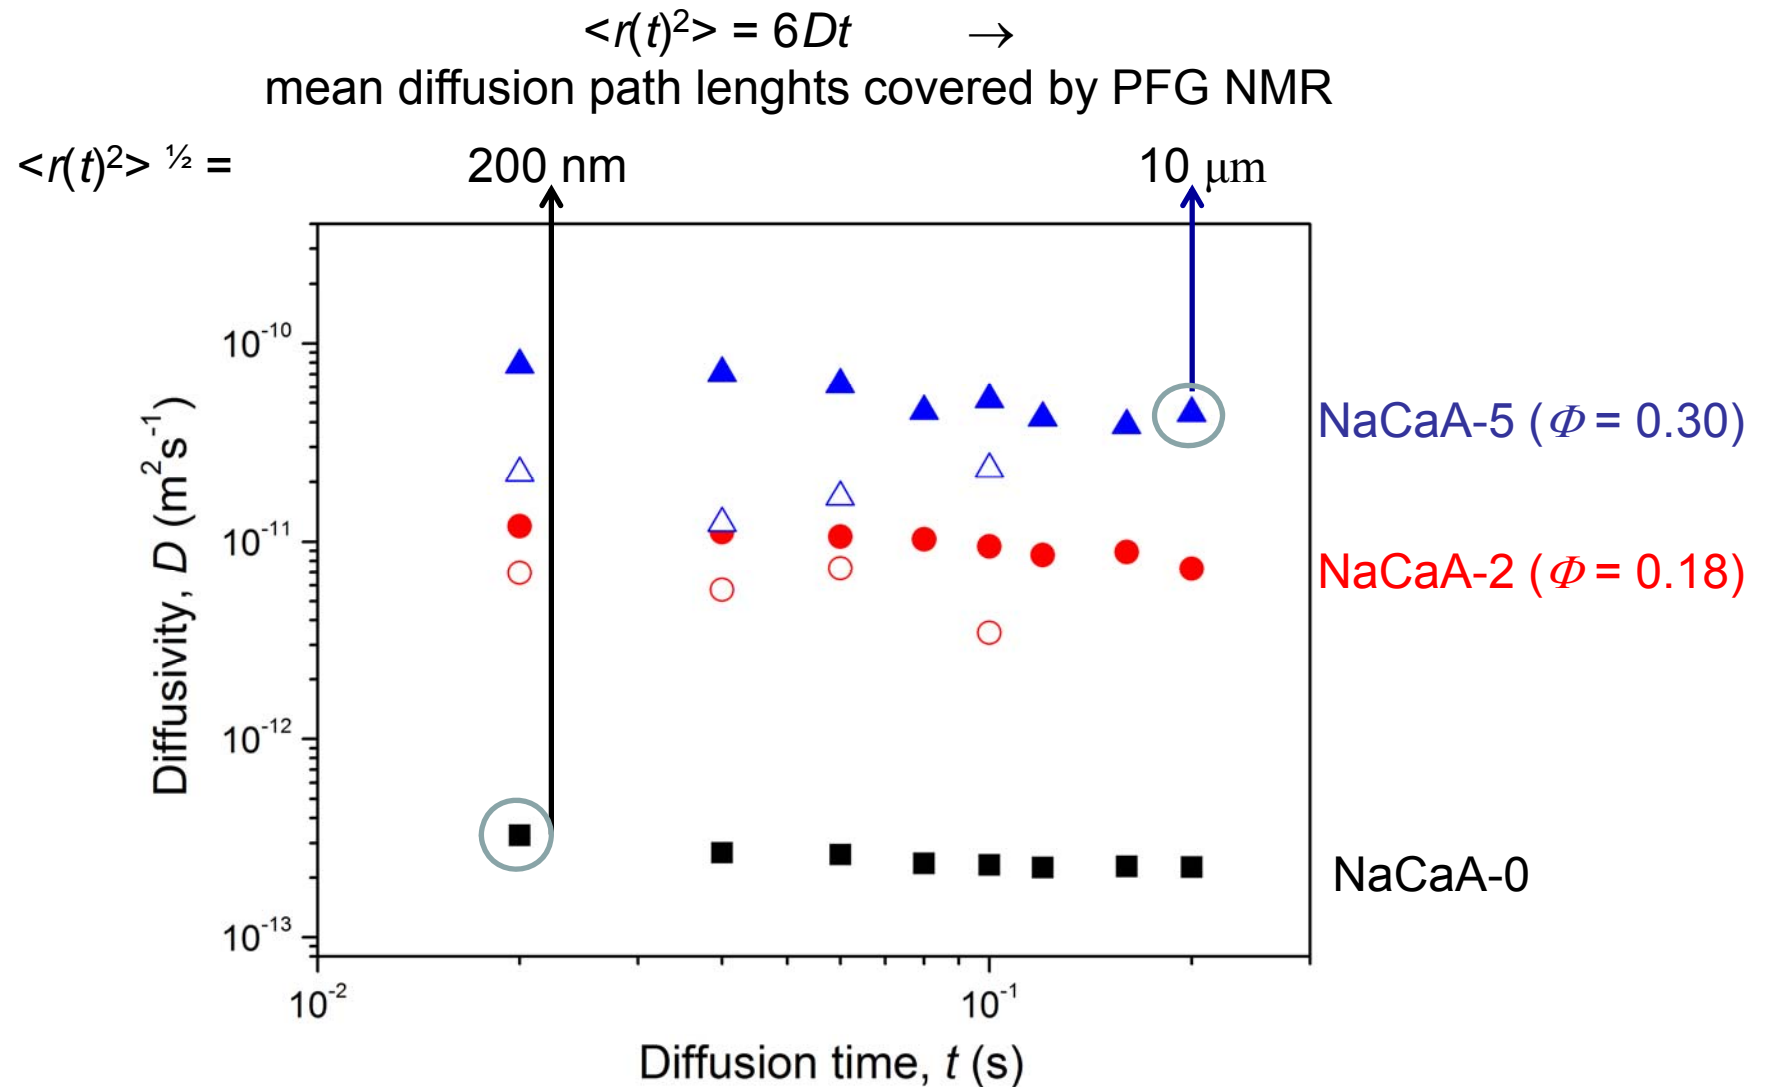 <r(t)²> = 6Dt →
mean diffusion path lenghts covered by PFG NMR
<r(t)²> ½ = 200 nm 10 μm
10⁻¹⁰
10⁻¹¹
10⁻¹²
10⁻¹³
Diffusivity, D (m²s⁻¹)
NaCaA-5 (Φ = 0.30)
NaCaA-2 (Φ = 0.18)
NaCaA-0
10⁻² 10⁻¹
Diffusion time, t (s)